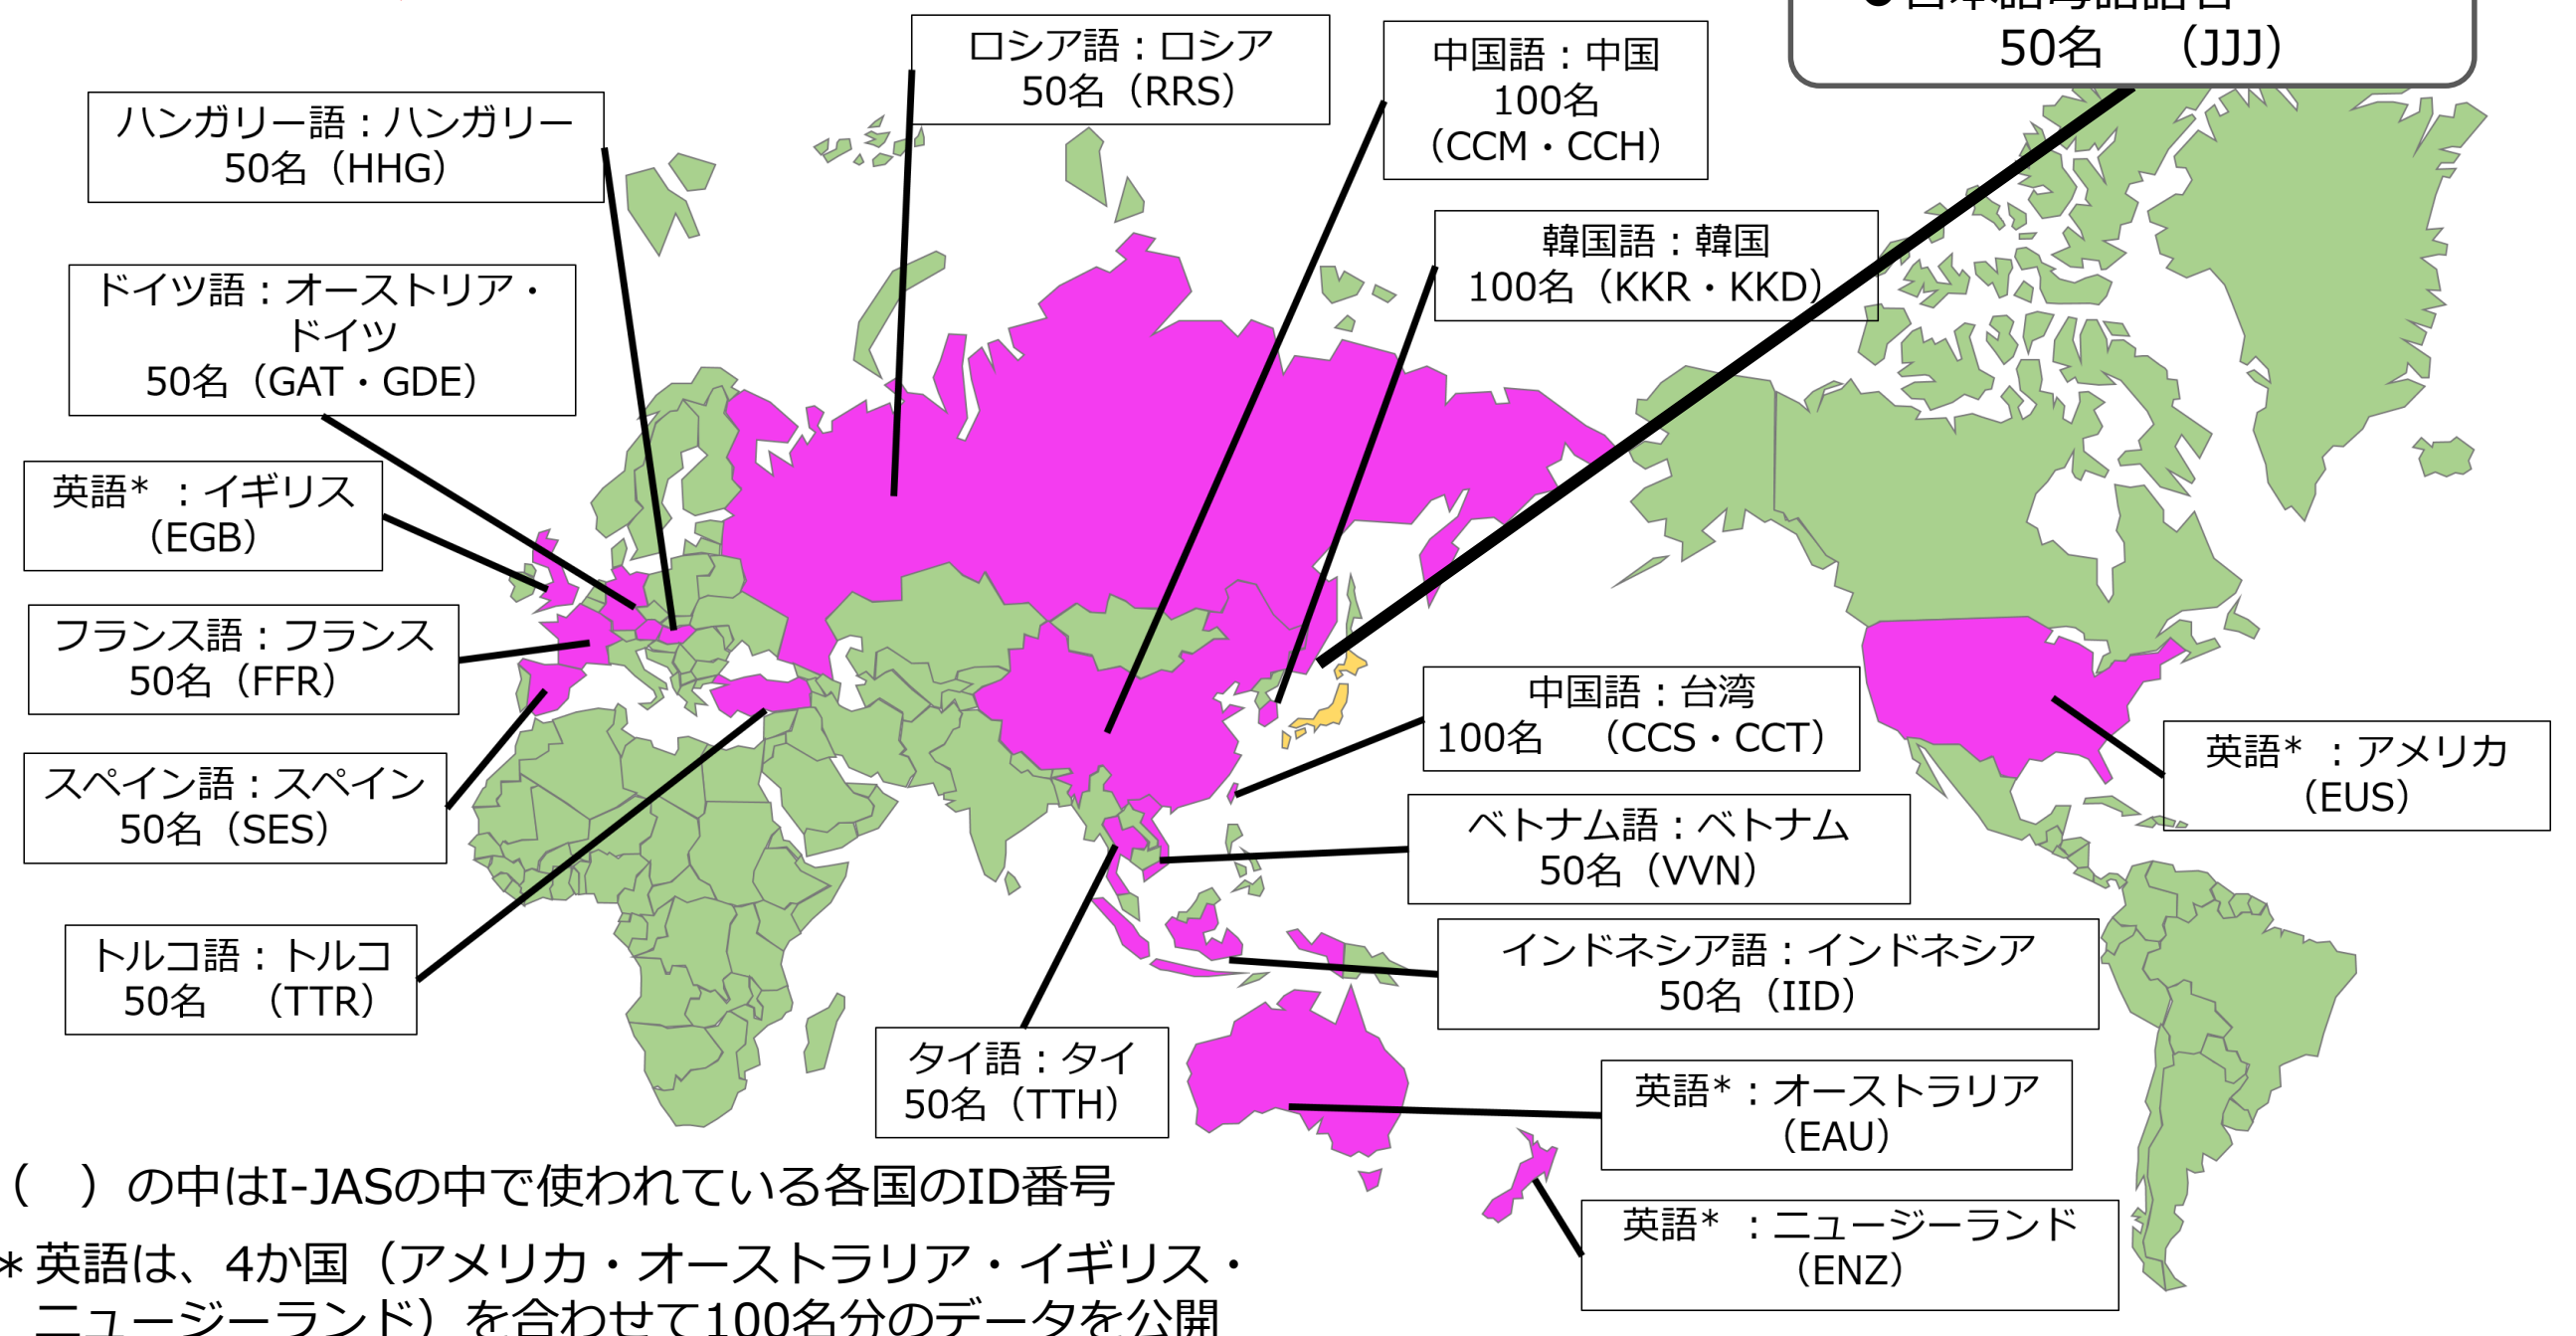 ●日本語母語話者
50名 （JJJ）
ロシア語：ロシア
50名（RRS）
中国語：中国
100名
（CCM・CCH）
ハンガリー語：ハンガリー
50名（HHG）
韓国語：韓国
100名（KKR・KKD）
ドイツ語：オーストリア・
ドイツ
50名（GAT・GDE）
英語* ：イギリス
（EGB）
フランス語：フランス
50名（FFR）
中国語：台湾
100名 （CCS・CCT）
英語* ：アメリカ
（EUS）
スペイン語：スペイン
50名（SES）
ベトナム語：ベトナム
50名（VVN）
トルコ語：トルコ
50名 （TTR）
インドネシア語：インドネシア
50名（IID）
タイ語：タイ
50名（TTH）
英語*：オーストラリア
（EAU）
英語* ：ニュージーランド
（ENZ）
（ ）の中はI-JASの中で使われている各国のID番号
*英語は、4か国（アメリカ・オーストラリア・イギリス・
ニュージーランド）を合わせて100名分のデータを公開